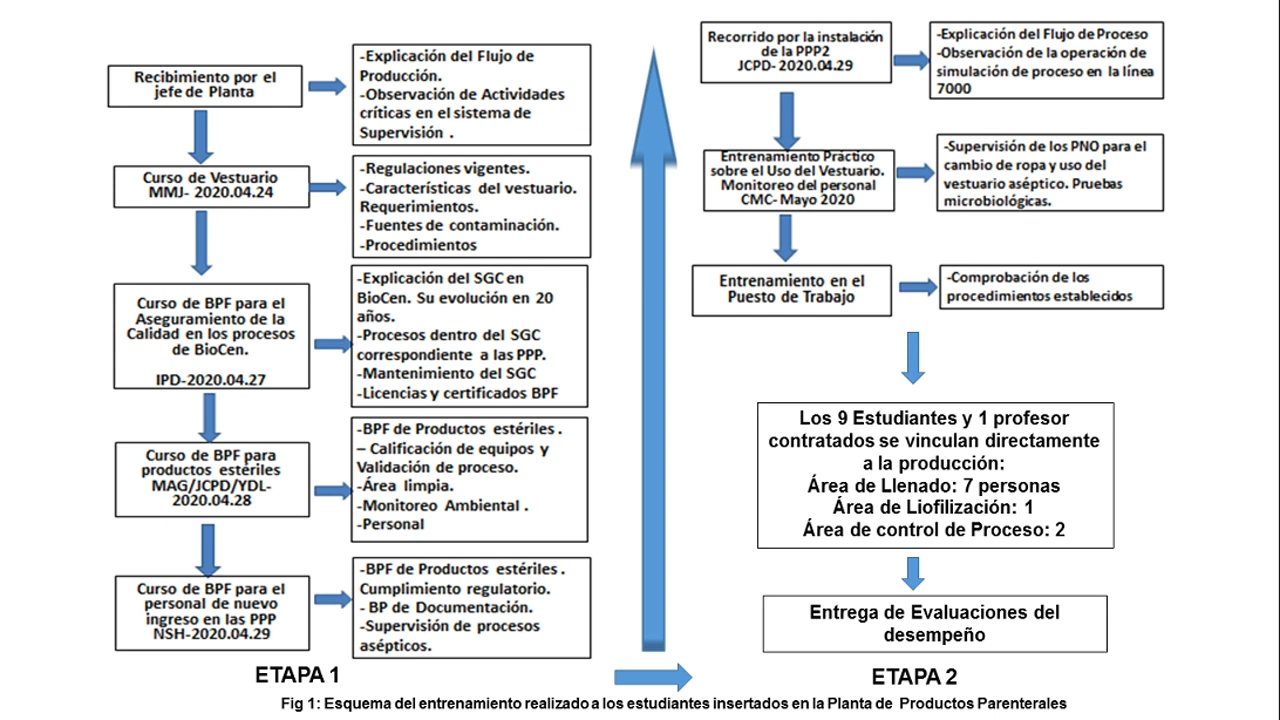 Recibimiento por el
jefe de Planta
-Explicación del Flujo de
Producción.
-Observación de Actividades
críticas en el sistema de
Supervisión .
Curso de Vestuario
MMJ- 2020.04.24
-Regulaciones vigentes.
-Características del vestuario.
Requerimientos.
-Fuentes de contaminación.
-Procedimientos
Curso de BPF para el
Aseguramiento de la
Calidad en los procesos
de BioCen.
IPD-2020.04.27
-Explicación del SGC en
BioCen. Su evolución en 20
años.
-Procesos dentro del SGC
correspondiente a las PPP.
-Mantenimiento del SGC
-Licencias y certificados BPF
Curso de BPF para
productos estériles
MAG/JCPD/YDL-
2020.04.28
-BPF de Productos estériles .
– Calificación de equipos y
Validación de proceso.
-Área limpia.
-Monitoreo Ambiental .
-Personal
Curso de BPF para el
personal de nuevo
ingreso en las PPP
NSH-2020.04.29
-BPF de Productos estériles .
Cumplimiento regulatorio.
- BP de Documentación.
-Supervisión de procesos
asépticos.
ETAPA 1
Recorrido por la instalación
de la PPP2
JCPD- 2020.04.29
-Explicación del Flujo de Proceso
-Observación de la operación de
simulación de proceso en la línea
7000
Entrenamiento Práctico
sobre el Uso del Vestuario.
Monitoreo del personal
CMC- Mayo 2020
-Supervisión de los PNO para el
cambio de ropa y uso del
vestuario aséptico. Pruebas
microbiológicas.
Entrenamiento en el
Puesto de Trabajo
-Comprobación de los
procedimientos establecidos
Los 9 Estudiantes y 1 profesor
contratados se vinculan directamente
a la producción:
Área de Llenado: 7 personas
Área de Liofilización: 1
Área de control de Proceso: 2
Entrega de Evaluaciones del
desempeño
ETAPA 2
Fig 1: Esquema del entrenamiento realizado a los estudiantes insertados en la Planta de Productos Parenterales